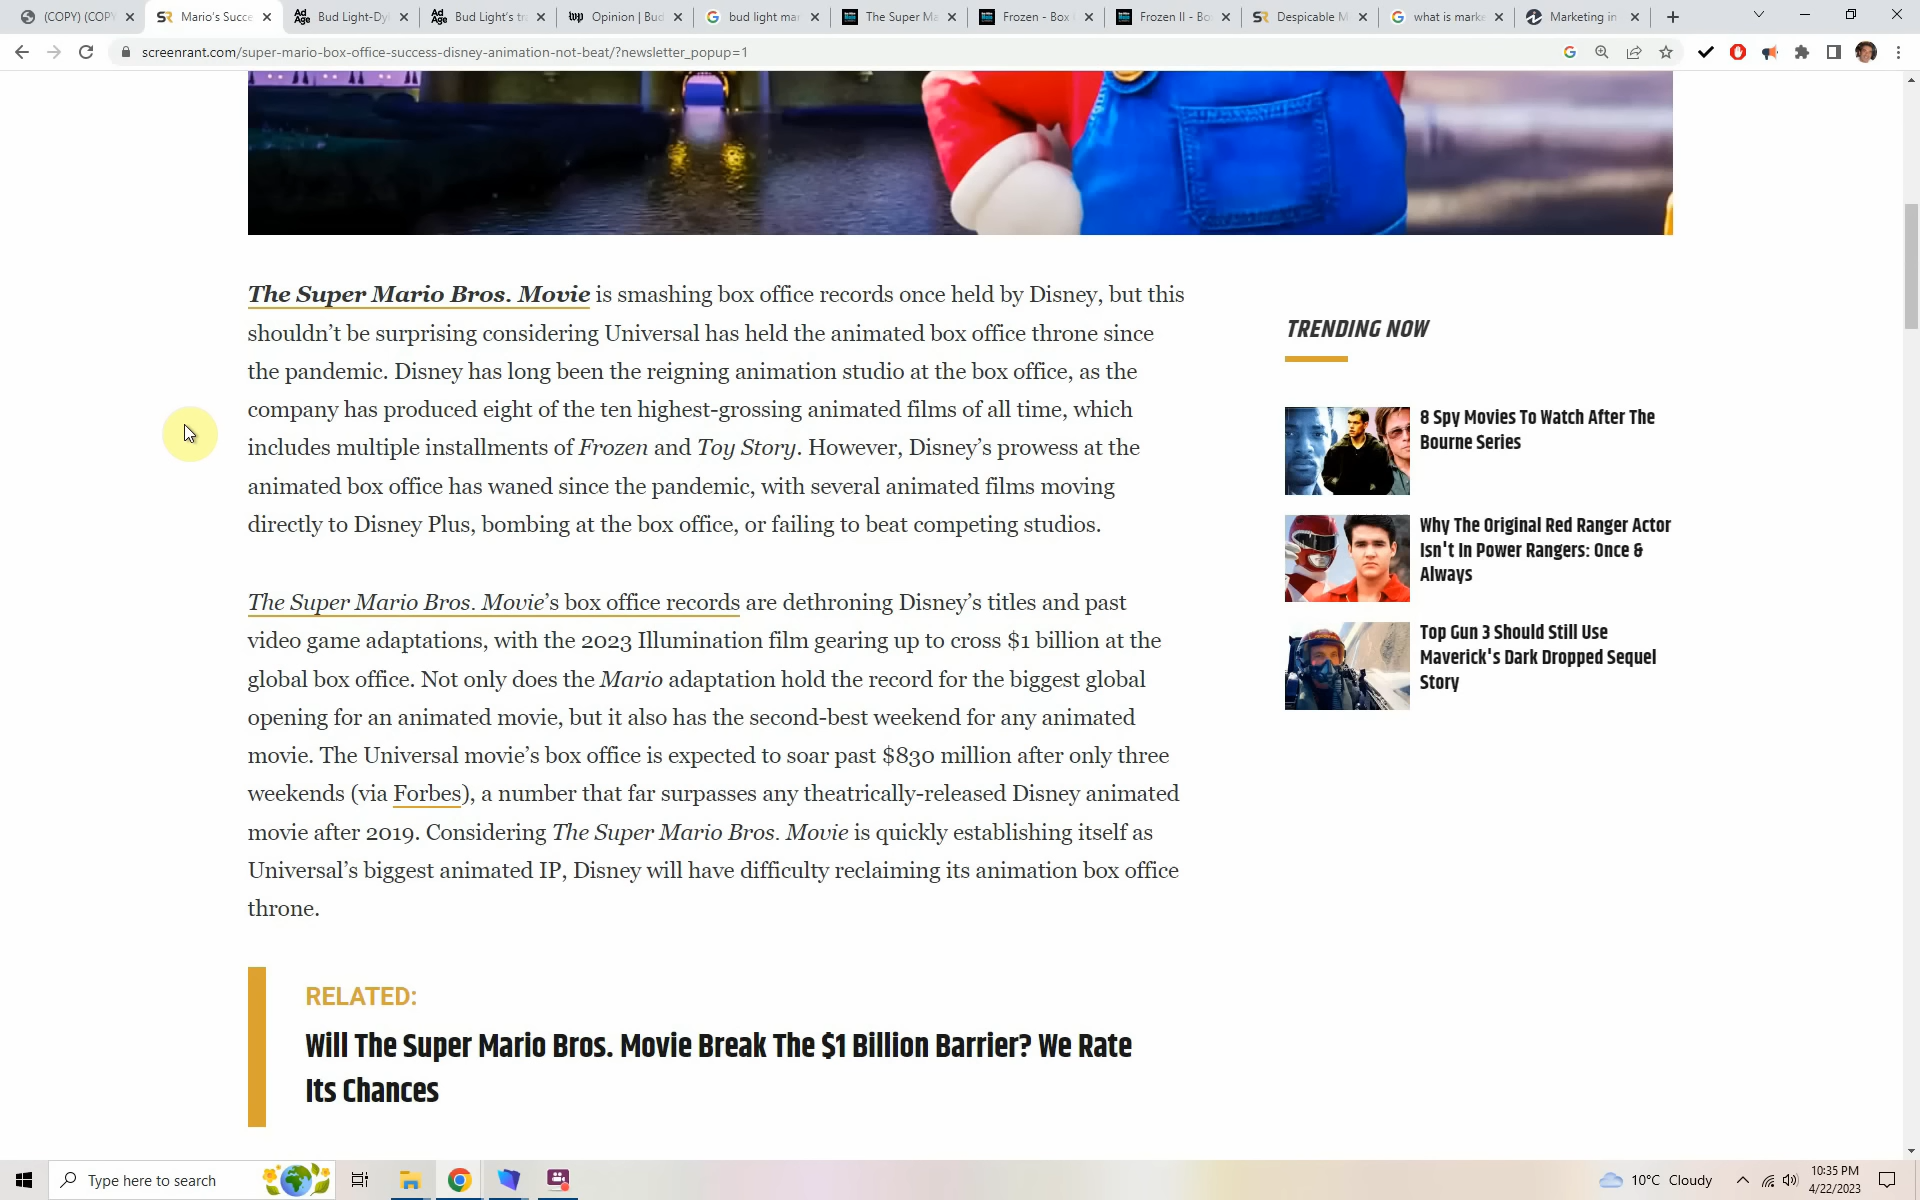 (COPY) (COPY
Mario's Succe
Bud Light-Dy
Bud Light's tr
Opinion | Bud
bud light mar
The Super Ma
Frozen - Box
Frozen II - Bo
Despicable M
what is marke
Marketing in
screenrant.com/super-mario-box-office-success-disney-animation-not-beat/?newsletter_popup=1
The Super Mario Bros. Movie is smashing box office records once held by Disney, but this
shouldn't be surprising considering Universal has held the animated box office throne since
the pandemic. Disney has long been the reigning animation studio at the box office, as the
company has produced eight of the ten highest-grossing animated films of all time, which
includes multiple installments of Frozen and Toy Story. However, Disney's prowess at the
animated box office has waned since the pandemic, with several animated films moving
directly to Disney Plus, bombing at the box office, or failing to beat competing studios.
The Super Mario Bros. Movie's box office records are dethroning Disney's titles and past
video game adaptations, with the 2023 Illumination film gearing up to cross $1 billion at the
global box office. Not only does the Mario adaptation hold the record for the biggest global
opening for an animated movie, but it also has the second-best weekend for any animated
movie. The Universal movie's box office is expected to soar past $830 million after only three
weekends (via Forbes), a number that far surpasses any theatrically-released Disney animated
movie after 2019. Considering The Super Mario Bros. Movie is quickly establishing itself as
Universal's biggest animated IP, Disney will have difficulty reclaiming its animation box office
throne.
RELATED:
Will The Super Mario Bros. Movie Break The $1 Billion Barrier? We Rate
Its Chances
TRENDING NOW
8 Spy Movies To Watch After The
Bourne Series
Why The Original Red Ranger Actor
Isn't In Power Rangers: Once &
Always
Top Gun 3 Should Still Use
Maverick's Dark Dropped Sequel
Story
Type here to search
10°C Cloudy
10:35 PM
4/22/2023